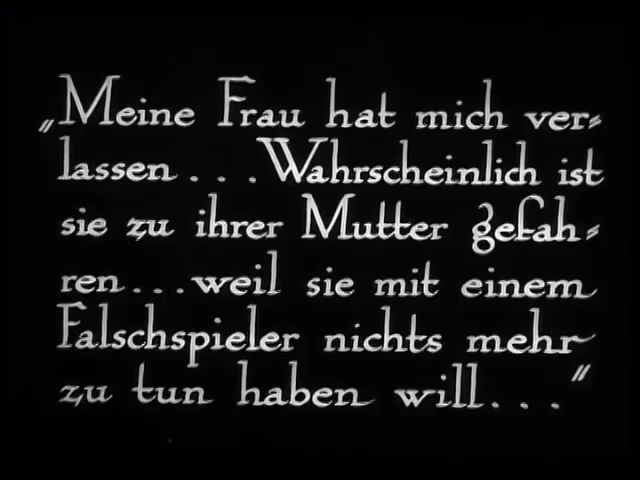 „Meine Frau hat mich ver-
lassen...Wahrscheinlich ist
sie zu ihrer Mutter gefah-
ren...weil sie mit einem
Falschspieler nichts mehr
zu tun haben will..."